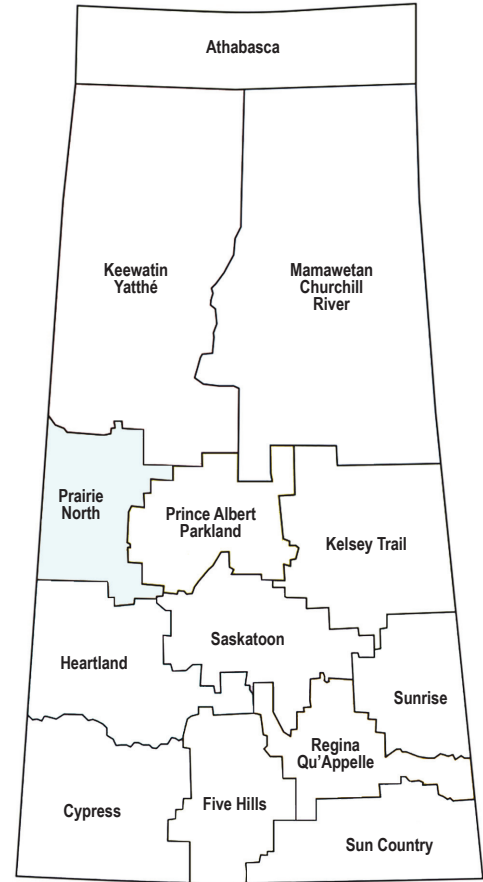 Athabasca
Keewatin
Yatthé
Mamawetan
Churchill
River
Prairie
North
Prince Albert
Parkland
Kelsey Trail
Saskatoon
Heartland
Sunrise
Regina
Qu'Appelle
Cypress
Five Hills
Sun Country